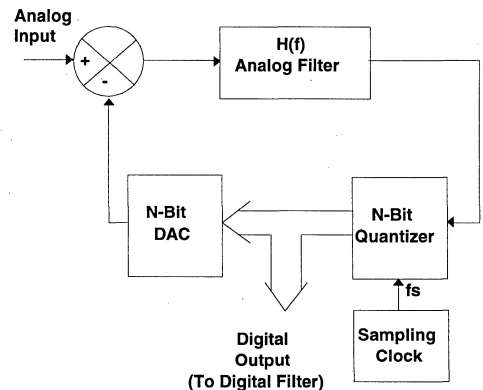 Analog
Input
+
-
H(f)
Analog Filter
N-Bit
DAC
N-Bit
Quantizer
fs
Sampling
Clock
Digital
Output
(To Digital Filter)